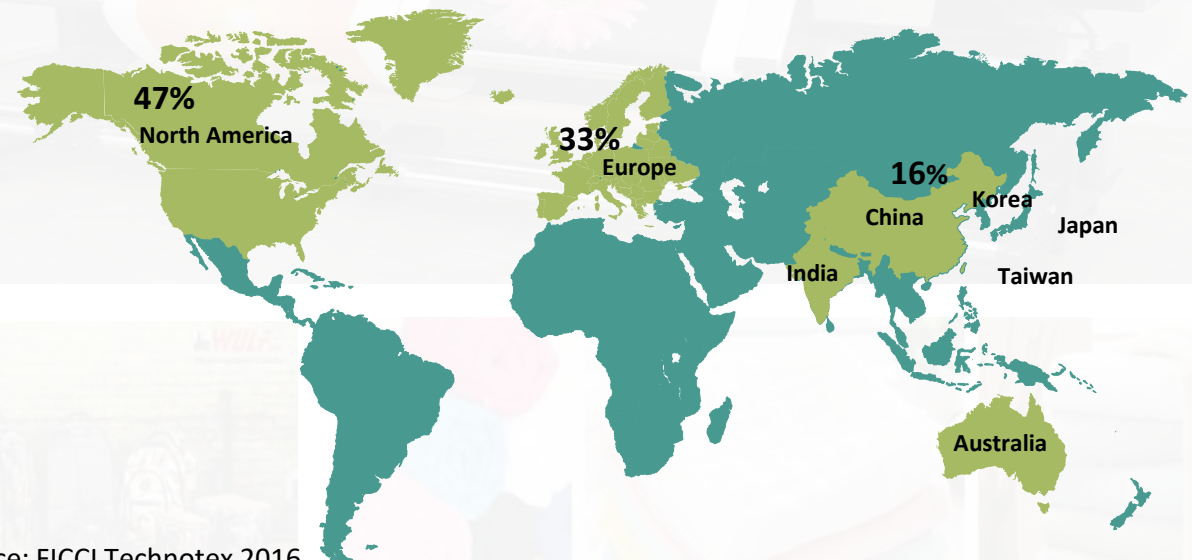 47%
North America
33%
Europe
16%
China
Korea
Japan
India
Taiwan
Australia
ce: FICCI Technotex 2016